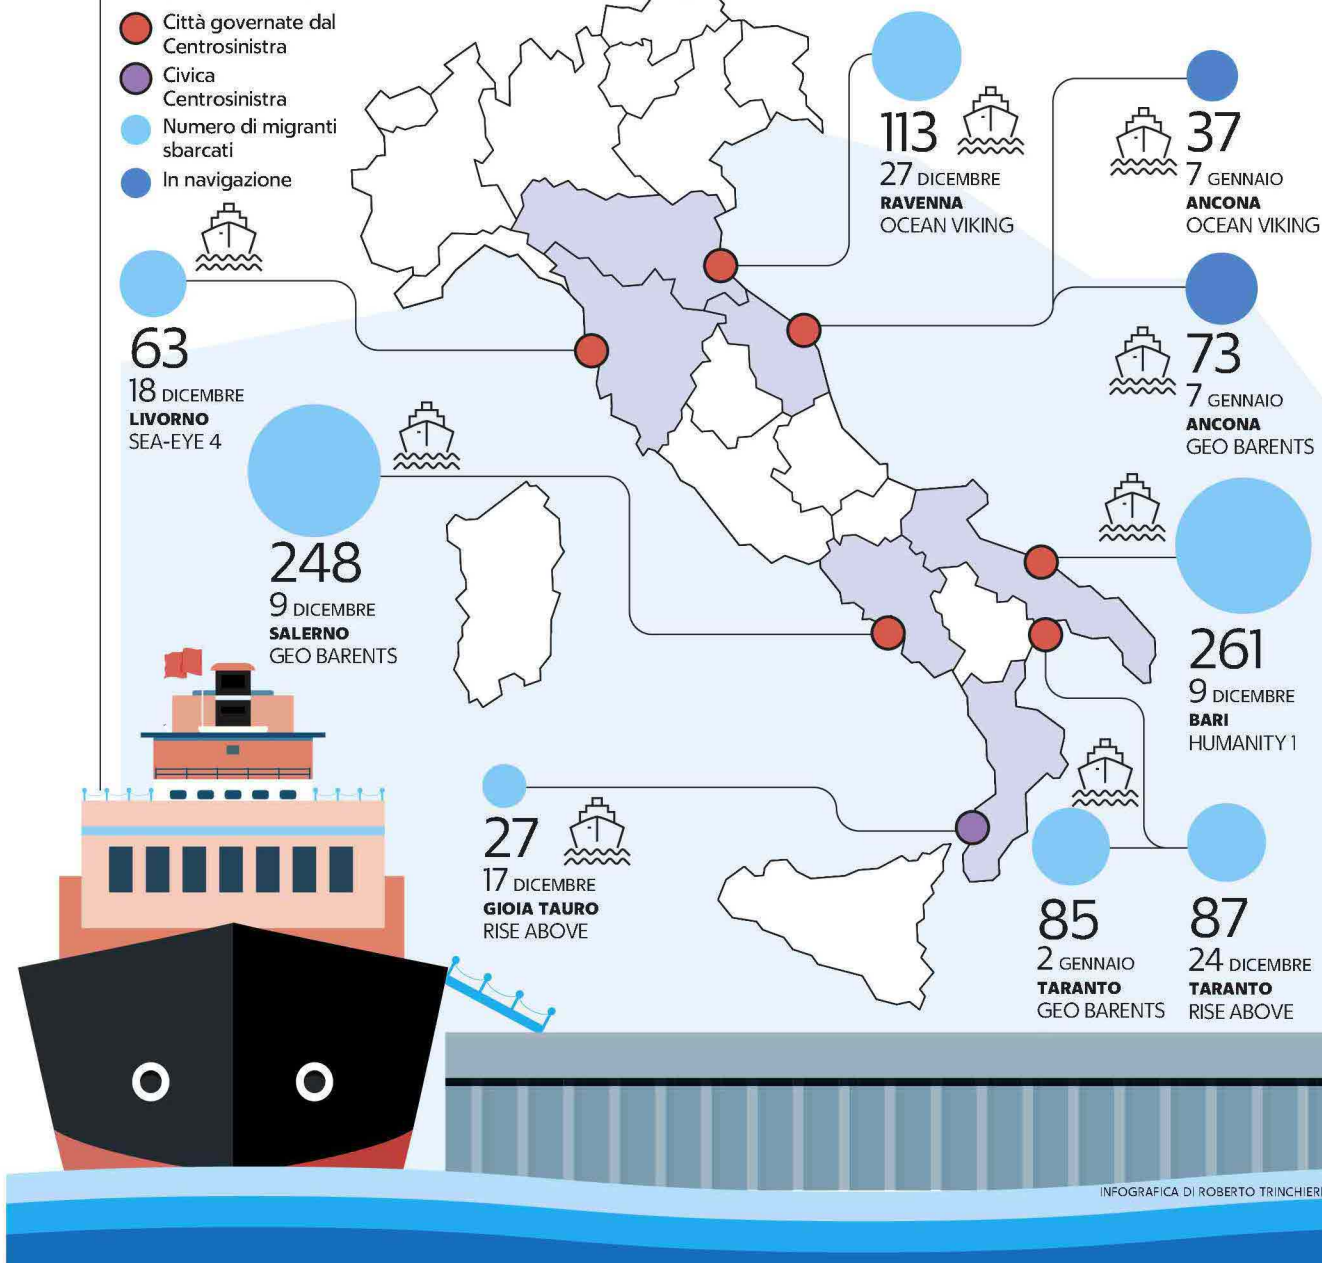 Città governate dal
Centrosinistra
Civica
Centrosinistra
Numero di migranti
sbarcati
In navigazione
113
27 DICEMBRE
RAVENNA
OCEAN VIKING
37
7 GENNAIO
ANCONA
OCEAN VIKING
63
18 DICEMBRE
LIVORNO
SEA-EYE 4
73
7 GENNAIO
ANCONA
GEO BARENTS
248
9 DICEMBRE
SALERNO
GEO BARENTS
261
9 DICEMBRE
BARI
HUMANITY 1
27
17 DICEMBRE
GIOIA TAURO
RISE ABOVE
85
2 GENNAIO
TARANTO
GEO BARENTS
87
24 DICEMBRE
TARANTO
RISE ABOVE
INFOGRAFICA DI ROBERTO TRINCHIERI